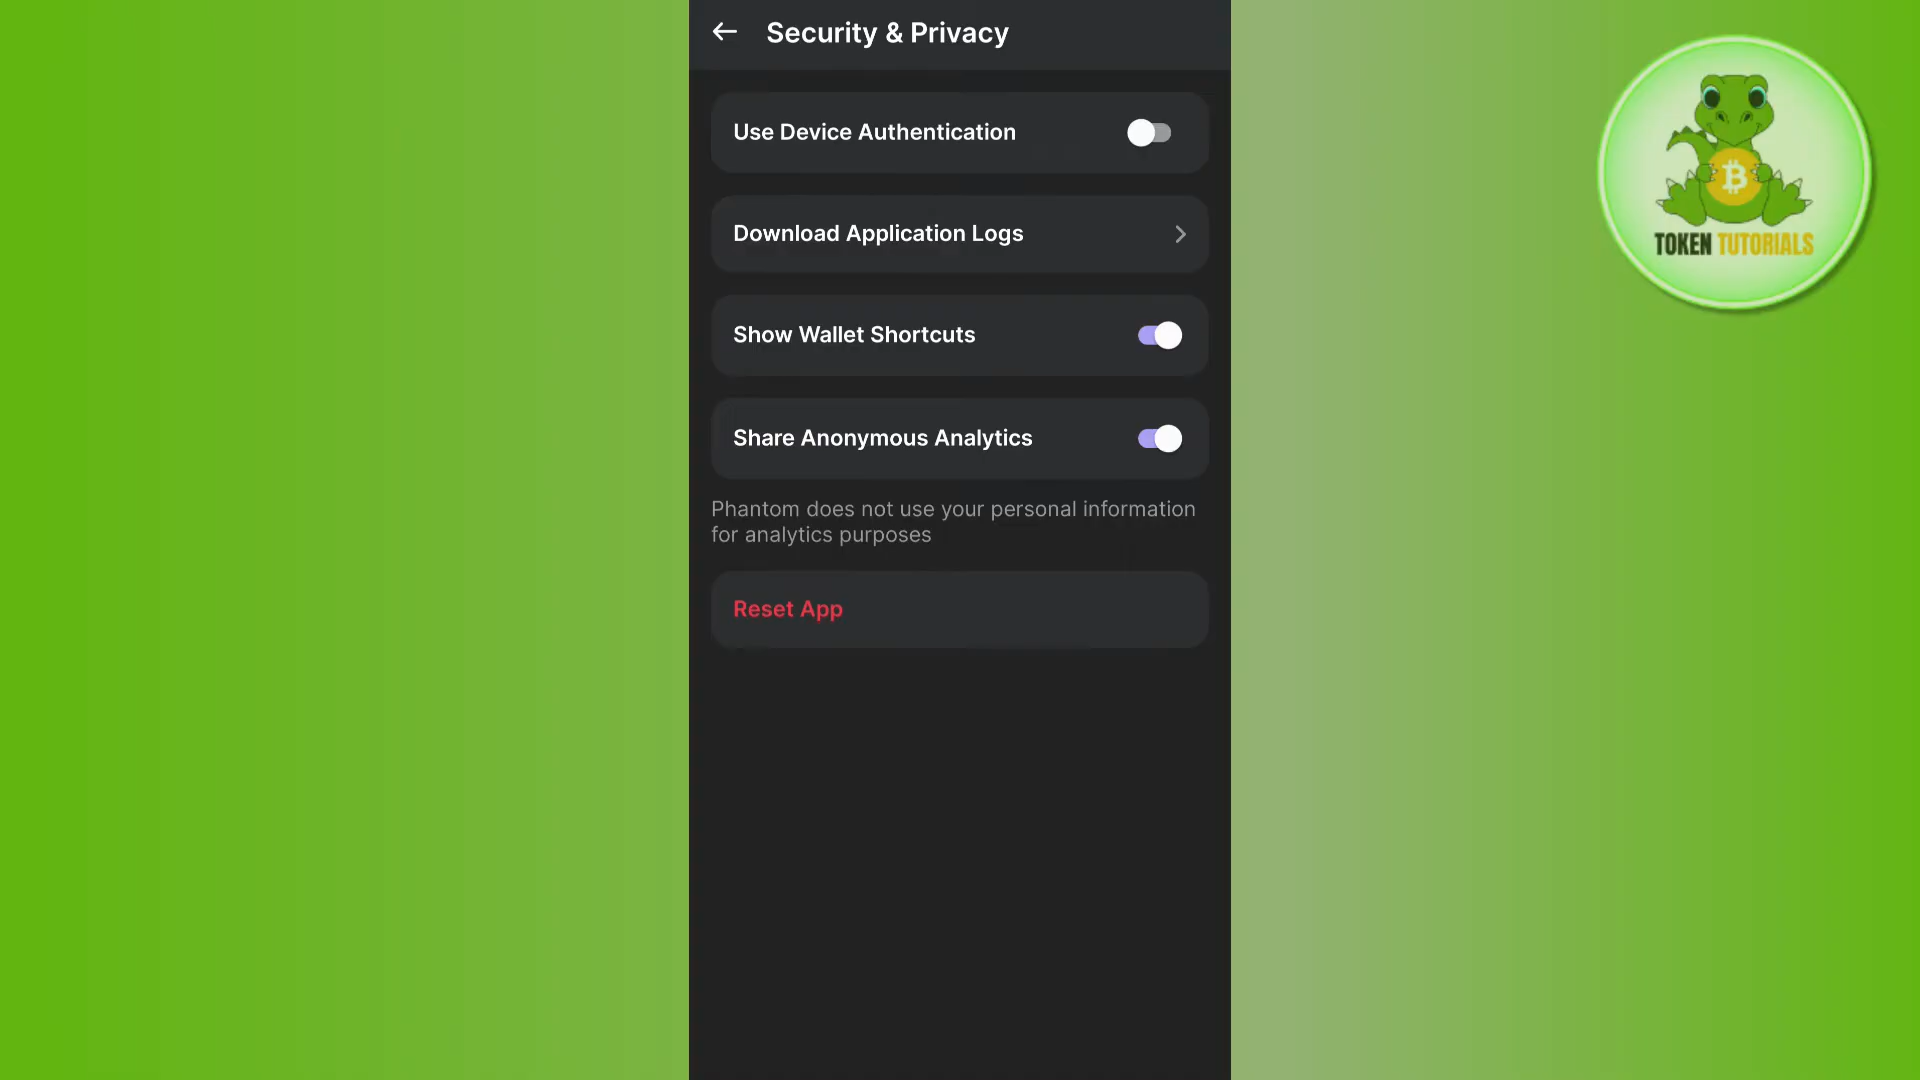 Security & Privacy
Use Device Authentication
Download Application Logs
Show Wallet Shortcuts
Share Anonymous Analytics
Phantom does not use your personal information
for analytics purposes
Reset App
TOKEN TUTORIALS